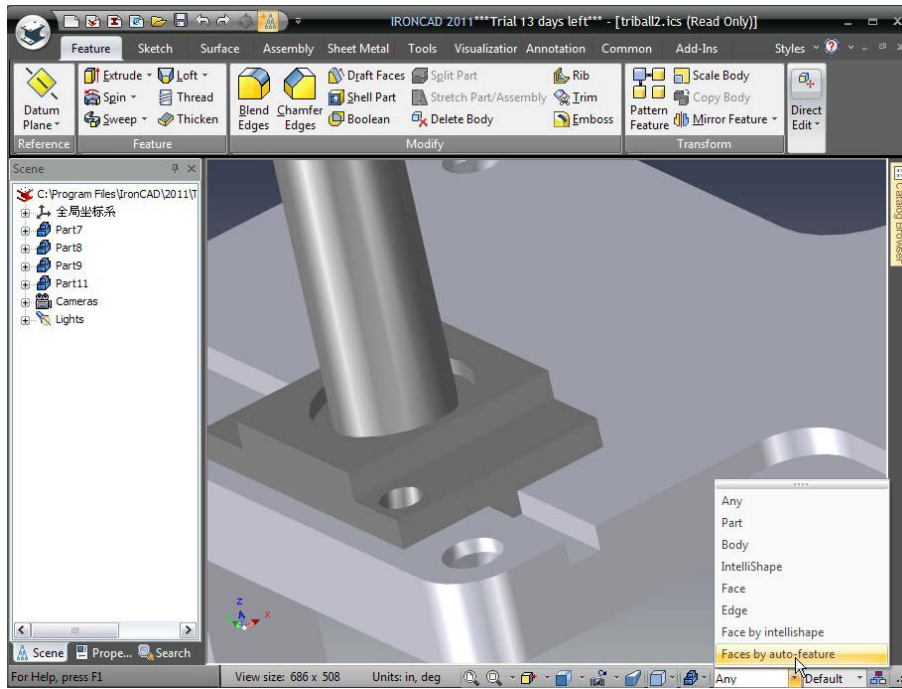 IRONCAD 2011***Trial 13 days left*** - [triball2.ics (Read Only)]
Feature Sketch Surface Assembly Sheet Metal Tools Visualization Annotation Common Add-Ins Styles
Datum Plane
Extrude Loft
Spin Thread
Sweep Thicken
Blend Edges
Chamfer Edges
Draft Faces Split Part Rib
Shell Part Stretch Part/Assembly Trim
Boolean Delete Body Emboss
Pattern Feature
Scale Body
Copy Body
Mirror Feature
Direct Edit
Reference Feature Modify Transform
Scene
C:\Program Files\IronCAD\2011\T
全局坐标系
Part7
Part8
Part9
Part11
Cameras
Lights
Catalog Browser
z
x
Any
Part
Body
IntelliShape
Face
Edge
Face by intellishape
Faces by auto-feature
Scene Prope... Search
For Help, press F1 View size: 686 x 508 Units: in, deg Any Default